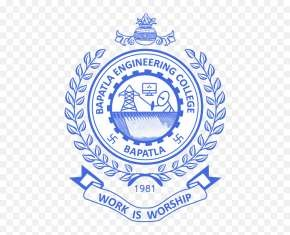 BAPATLA ENGINEERING COLLEGE
BAPATLA
1981
WORK IS WORSHIP